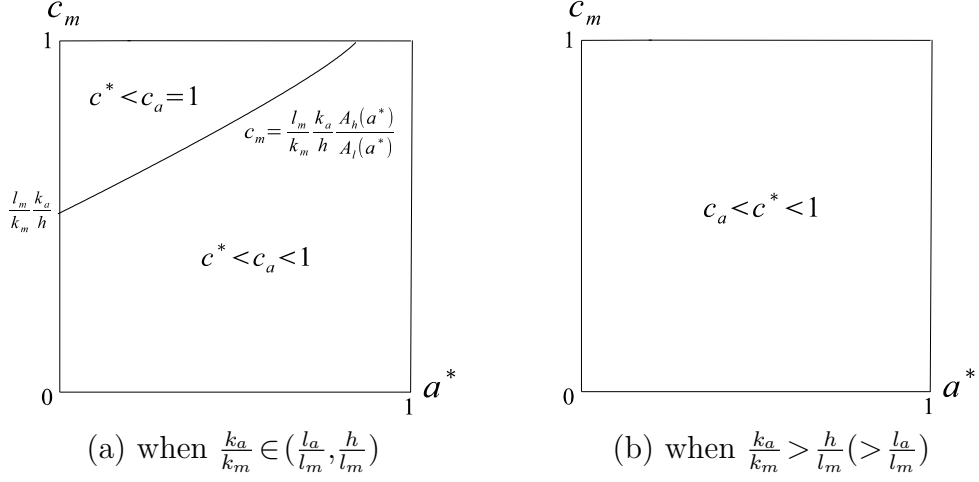 c_m
1
c* < c_a = 1
c_m = \frac{l_m}{k_m} \frac{k_a}{h} \frac{A_h(a*)}{A_l(a*)}
\frac{l_m}{k_m} \frac{k_a}{h}
c* < c_a < 1
0
1
a*
(a) when \frac{k_a}{k_m} ∈ (\frac{l_a}{l_m}, \frac{h}{l_m})
c_m
1
c_a < c* < 1
0
1
a*
(b) when \frac{k_a}{k_m} > \frac{h}{l_m} (> \frac{l_a}{l_m})